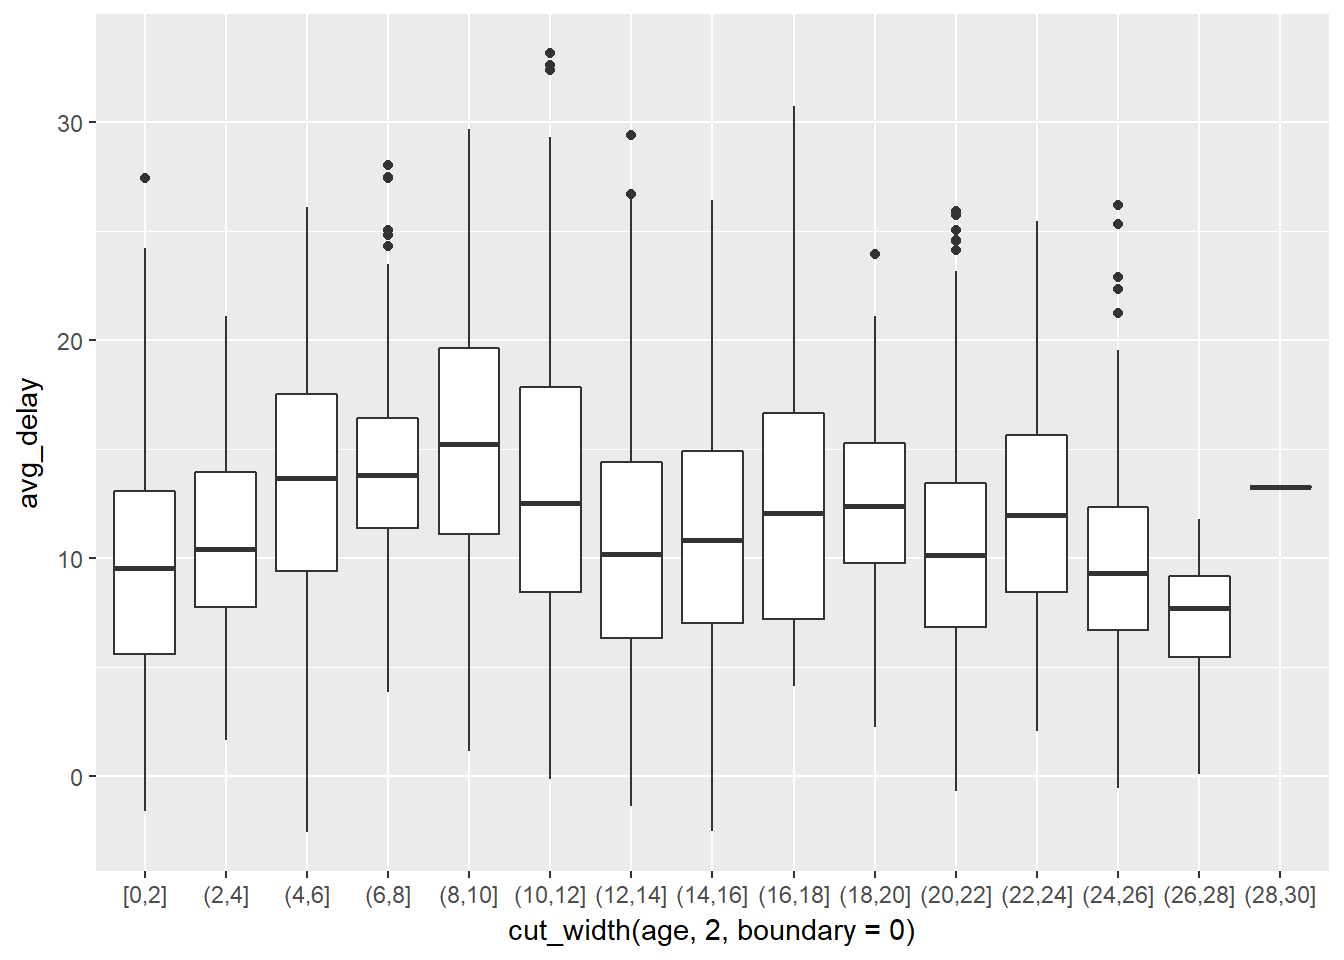 30
20
10
0
avg_delay
[0,2] (2,4] (4,6] (6,8] (8,10] (10,12] (12,14] (14,16] (16,18] (18,20] (20,22] (22,24] (24,26] (26,28] (28,30]
cut_width(age, 2, boundary = 0)